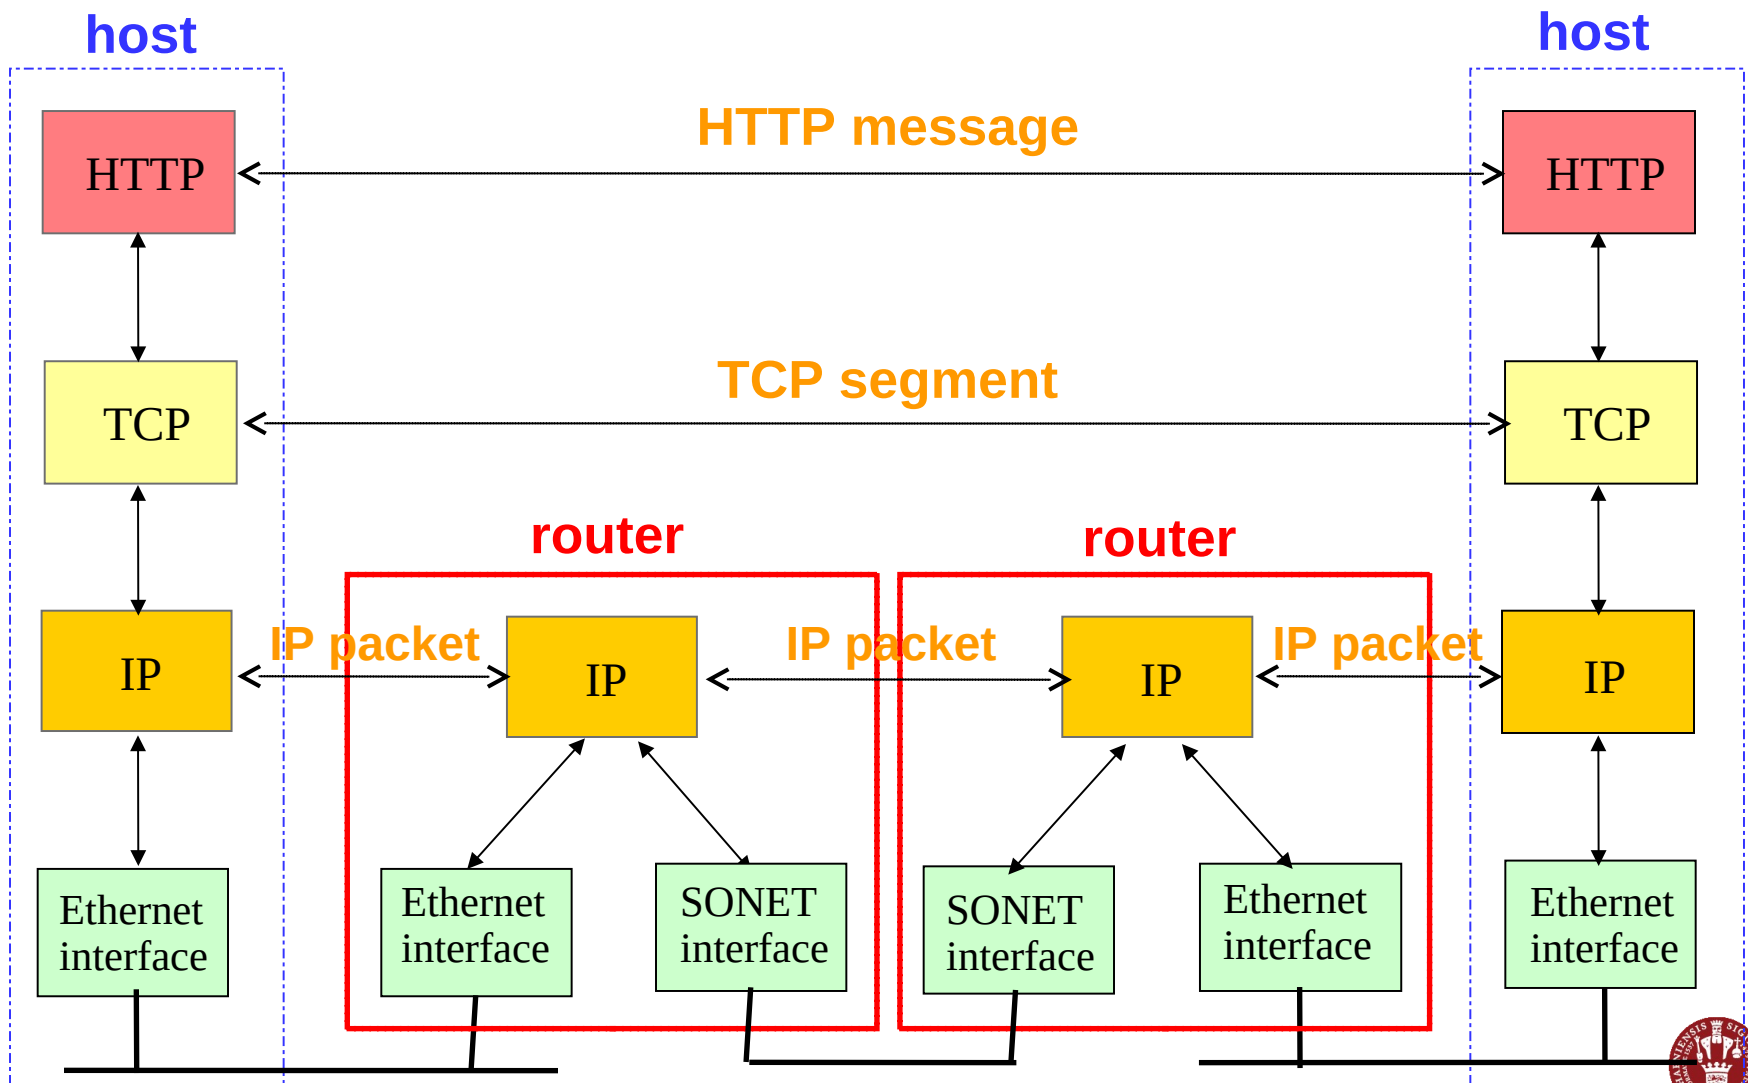 host
host
HTTP message
HTTP
HTTP
TCP segment
TCP
TCP
router
router
IP packet
IP packet
IP packet
IP
IP
IP
IP
Ethernet
interface
Ethernet
interface
SONET
interface
SONET
interface
Ethernet
interface
Ethernet
interface